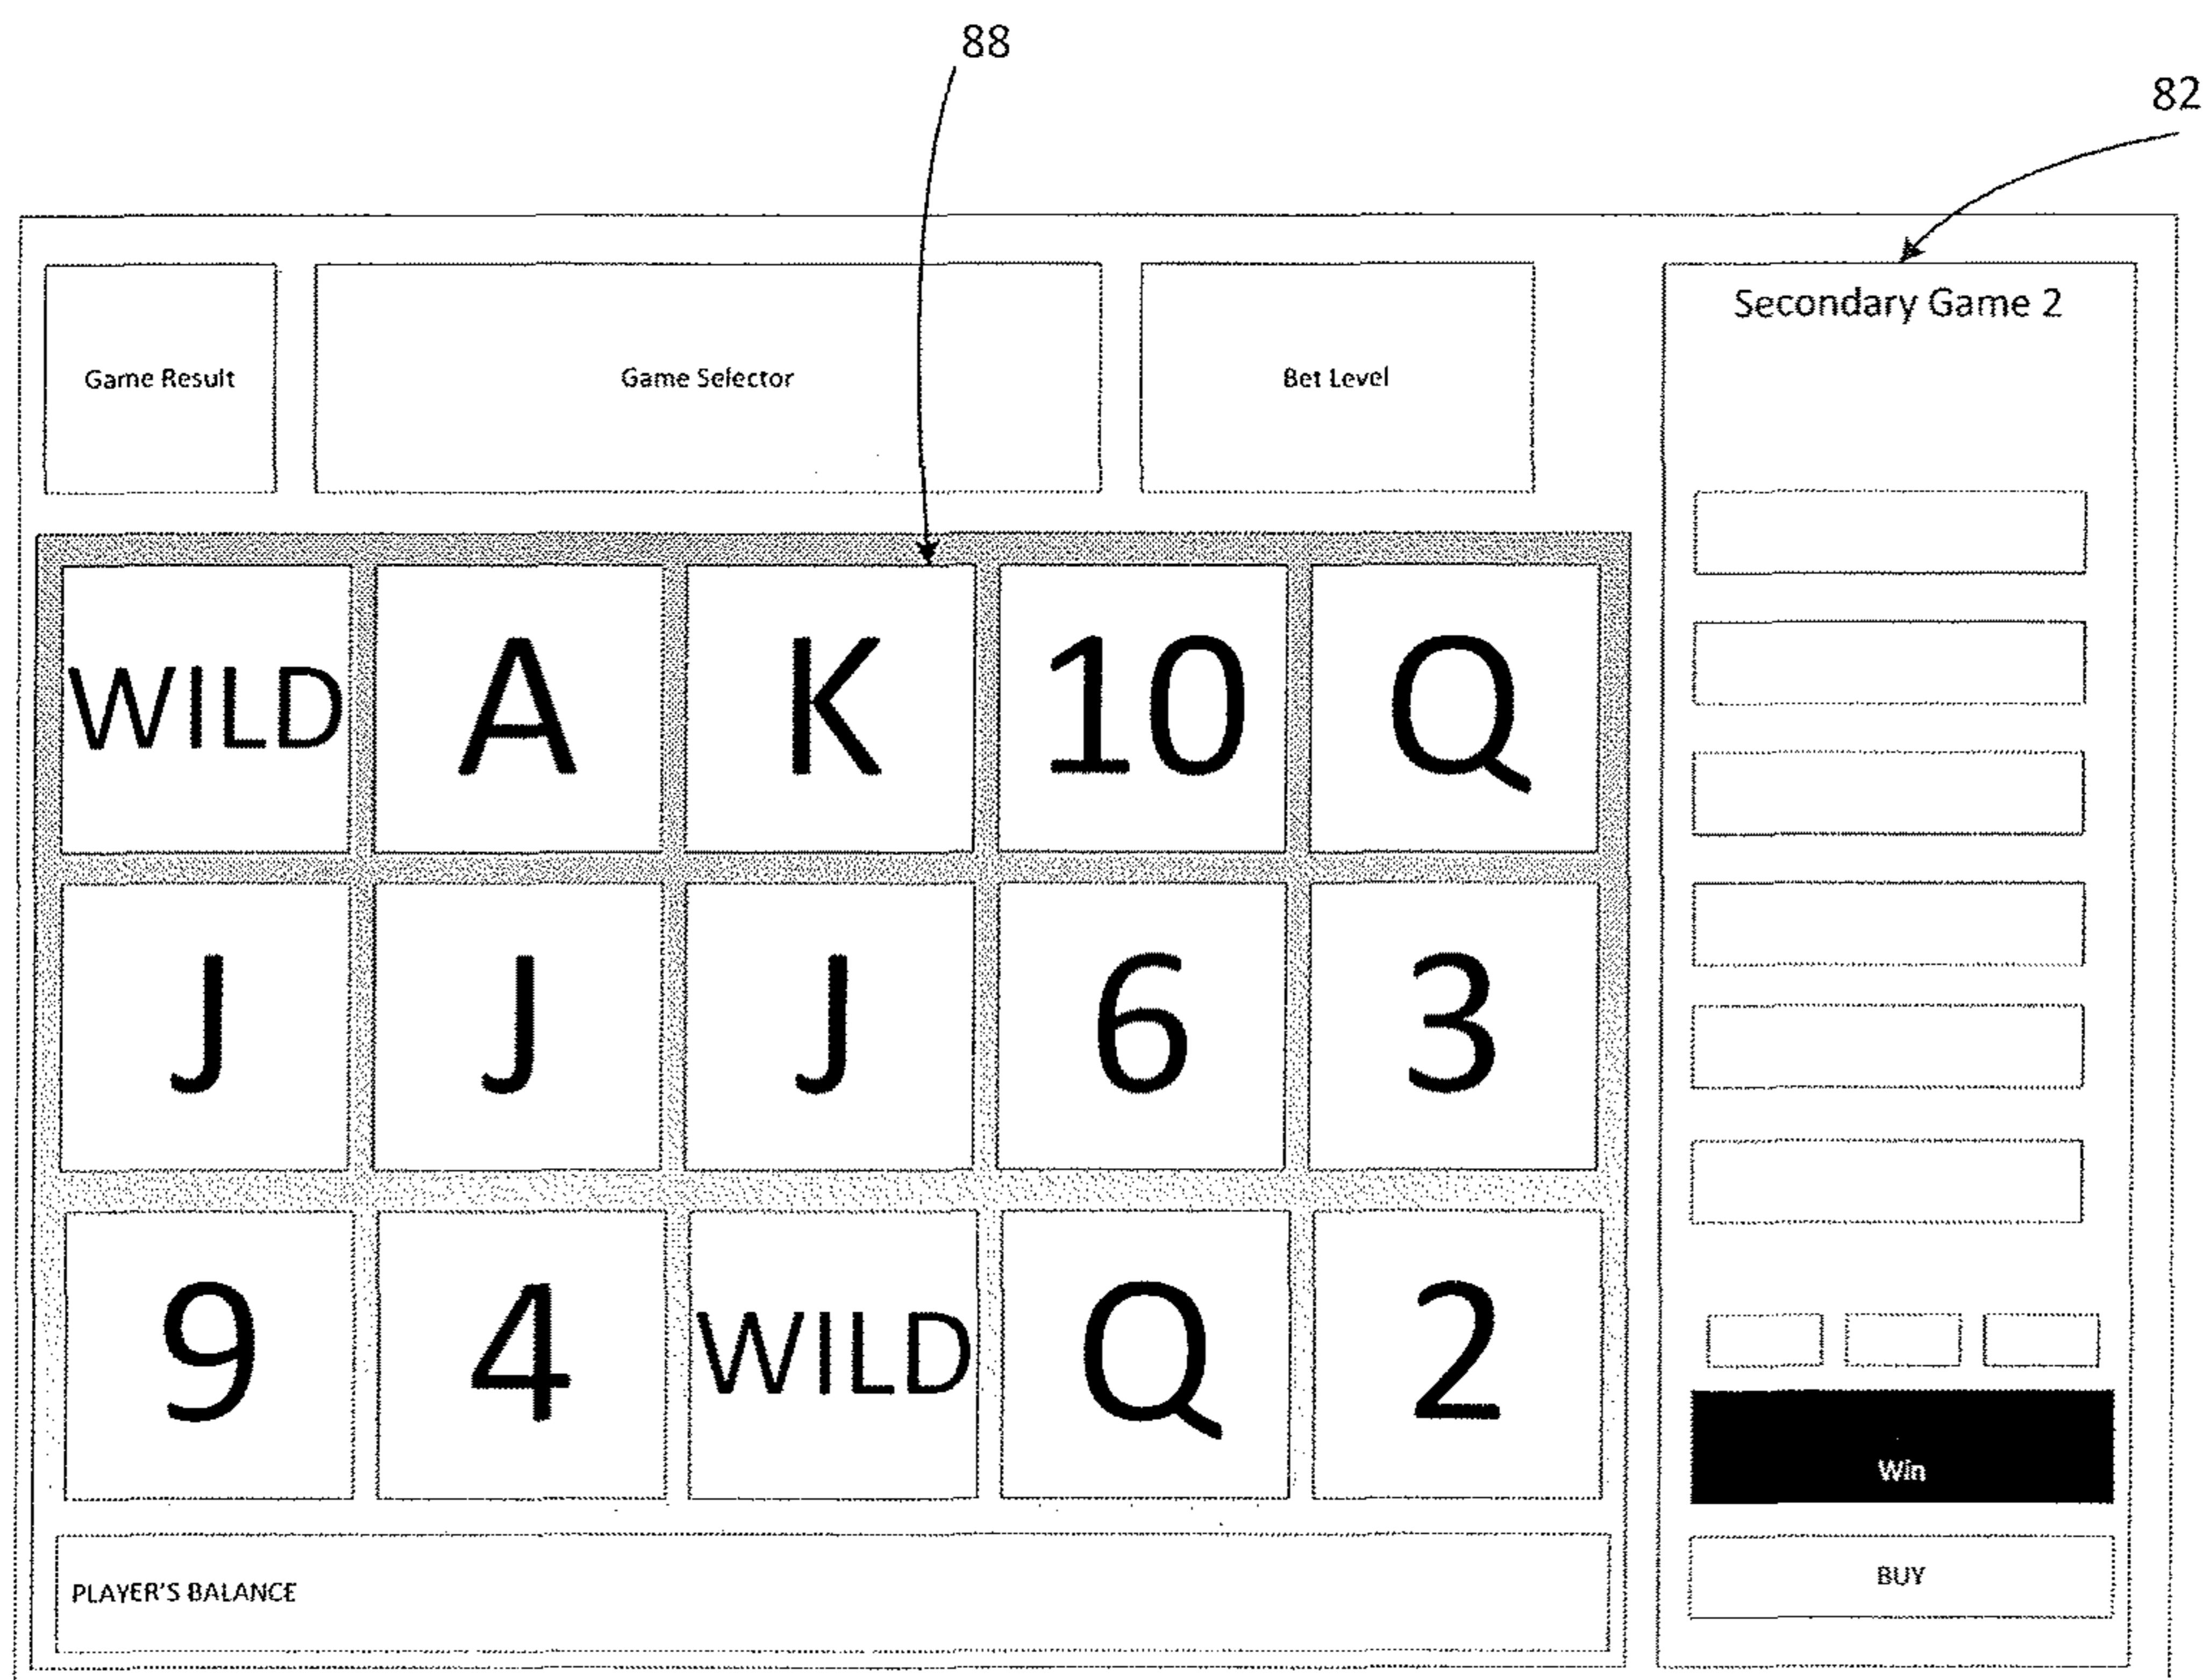 88
82
Game Result
Game Selector
Bet Level
Secondary Game 2
WILD A K 10 Q
J J J 6 3
9 4 WILD Q 2
Win
PLAYER'S BALANCE
BUY